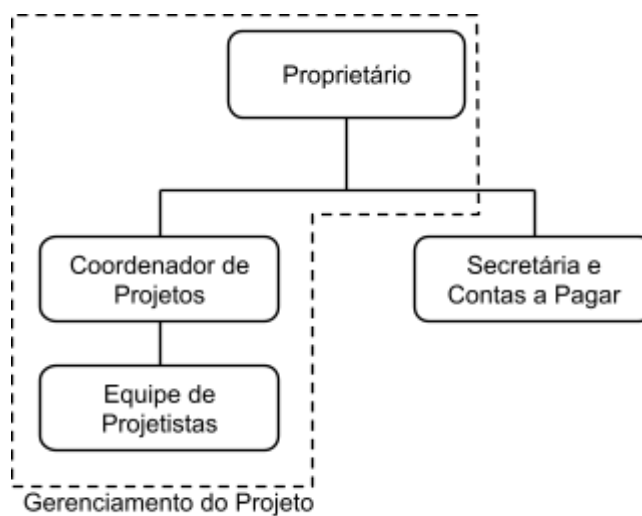 Proprietário
Coordenador de
Projetos
Secretária e
Contas a Pagar
Equipe de
Projetistas
Gerenciamento do Projeto